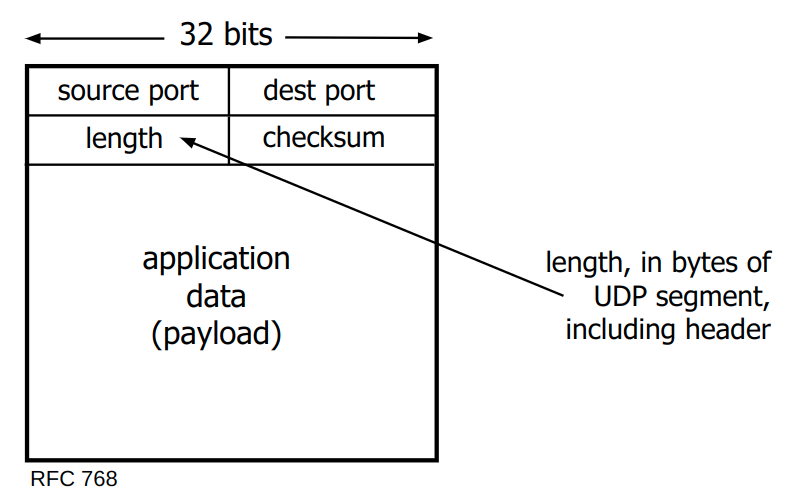 32 bits
source port
dest port
length
checksum
application
data
(payload)
length, in bytes of
UDP segment,
including header
RFC 768